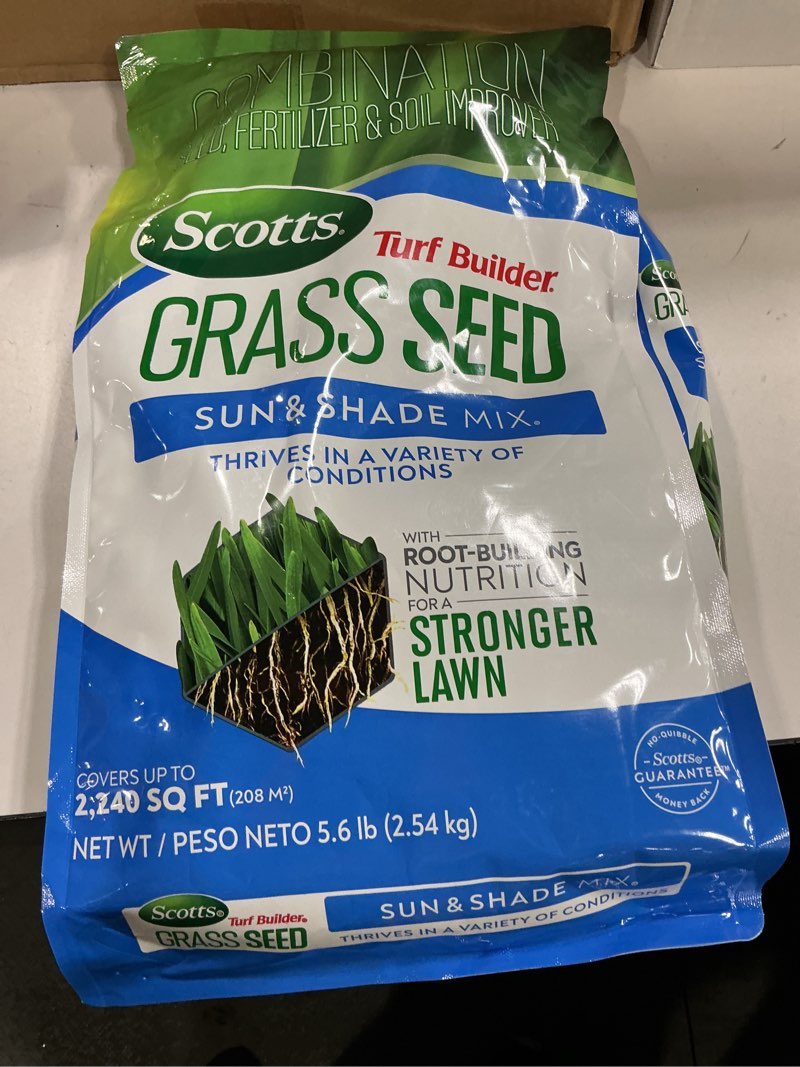 COMBINATION
SEED, FERTILIZER & SOIL IMPROVER
Scotts®
Turf Builder®
GRASS SEED
SUN & SHADE MIX®
THRIVES IN A VARIETY OF
CONDITIONS
WITH
ROOT-BUILDING
NUTRITION
FOR A
STRONGER
LAWN
NO-QUIBBLE
Scotts®
GUARANTEE™
MONEY BACK
COVERS UP TO
2,240 SQ FT (208 M²)
NET WT / PESO NETO 5.6 lb (2.54 kg)
Scotts® Turf Builder®
GRASS SEED
SUN & SHADE MIX®
THRIVES IN A VARIETY OF CONDITIONS
Sco
GRA